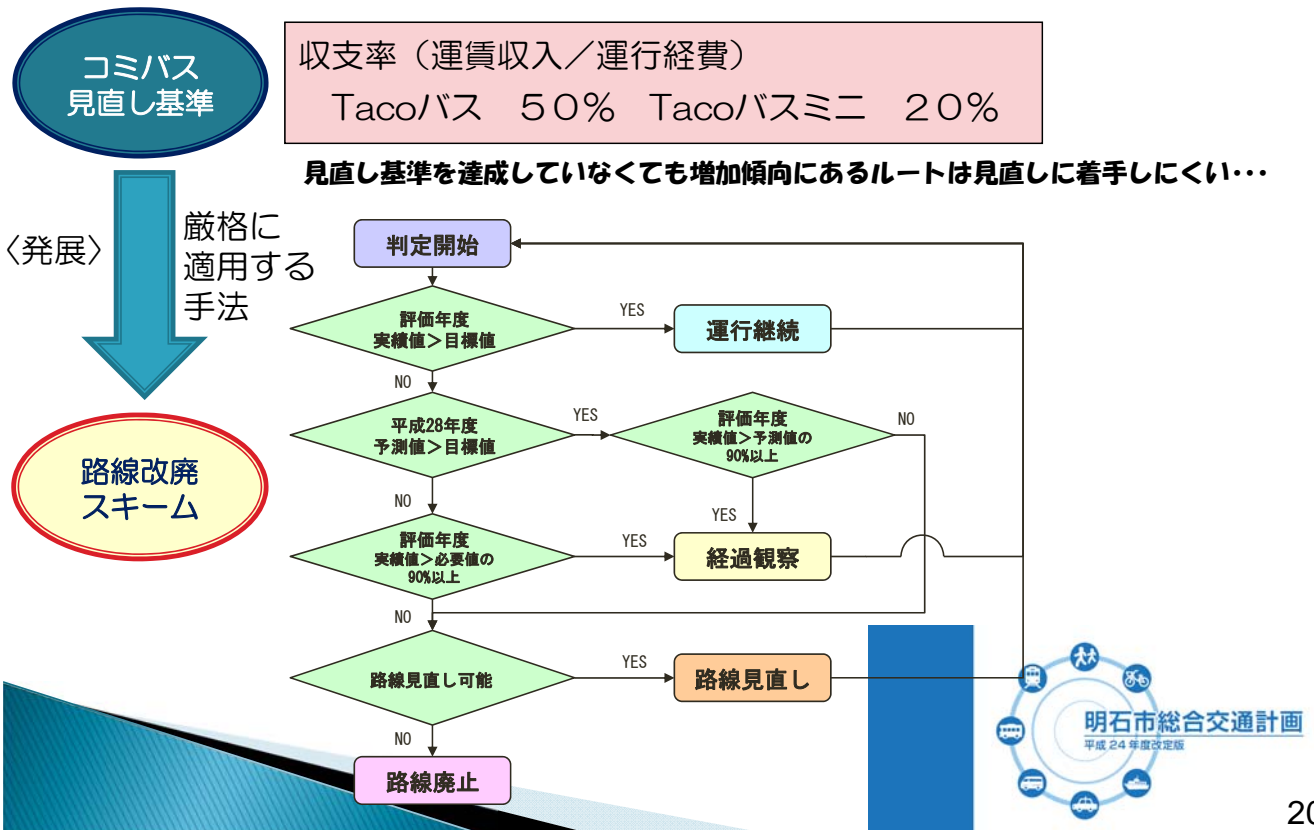 コミバス
見直し基準
収支率（運賃収入／運行経費）
Tacoバス　５０％　Tacoバスミニ　２０％
見直し基準を達成していなくても増加傾向にあるルートは見直しに着手しにくい･･･
〈発展〉
厳格に
適用する
手法
路線改廃
スキーム
判定開始
評価年度
実績値＞目標値
YES
運行継続
NO
平成28年度
予測値＞目標値
YES
評価年度
実績値＞予測値の
90%以上
NO
NO
YES
評価年度
実績値＞必要値の
90%以上
YES
経過観察
NO
路線見直し可能
YES
路線見直し
NO
路線廃止
明石市総合交通計画
平成 24 年度改定版
20